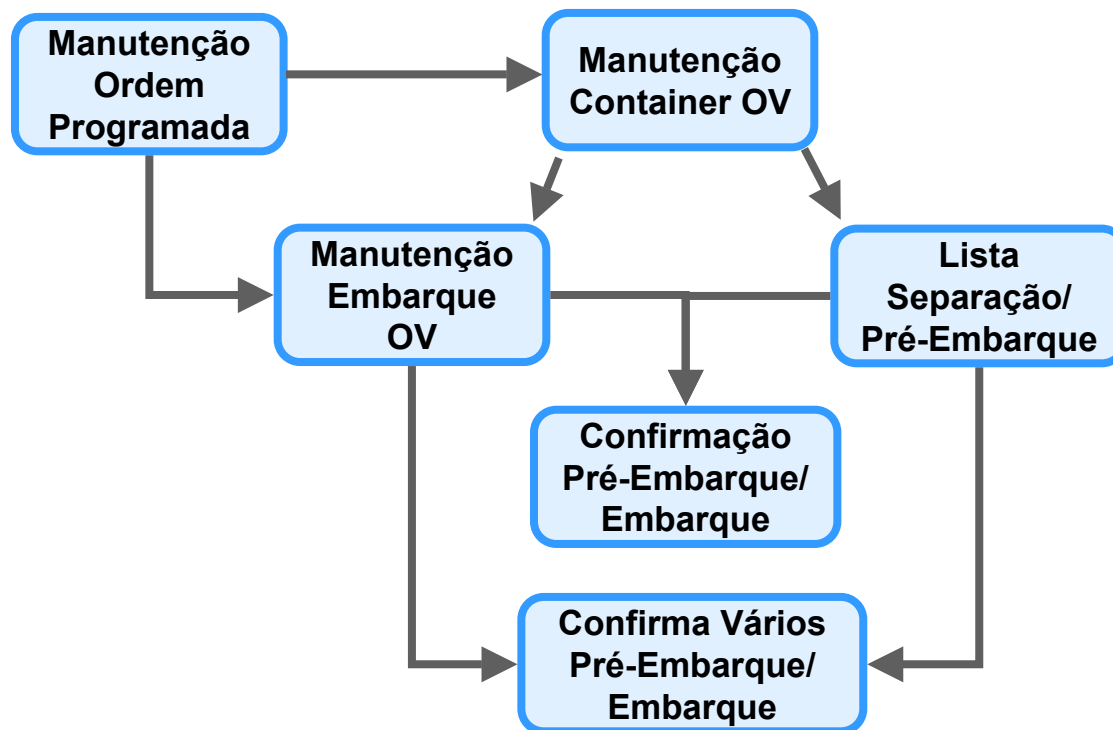 Manutenção
Ordem
Programada
Manutenção
Container OV
Manutenção
Embarque
OV
Lista
Separação/
Pré-Embarque
Confirmação
Pré-Embarque/
Embarque
Confirma Vários
Pré-Embarque/
Embarque